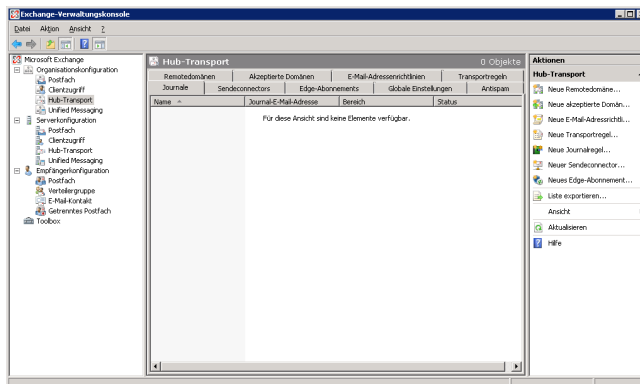 Exchange-Verwaltungskonsole
Datei Aktion Ansicht ?
Microsoft Exchange
Organisationskonfiguration
Postfach
Clientzugriff
Hub-Transport
Unified Messaging
Serverkonfiguration
Postfach
Clientzugriff
Hub-Transport
Unified Messaging
Empfängerkonfiguration
Postfach
Verteilergruppe
E-Mail-Kontakt
Getrenntes Postfach
Toolbox
Hub-Transport 0 Objekte
Remotedomänen Akzeptierte Domänen E-Mail-Adressenrichtlinien Transportregeln
Journale Sendeconnectors Edge-Abonnements Globale Einstellungen Antispam
Name Journal-E-Mail-Adresse Bereich Status
Für diese Ansicht sind keine Elemente verfügbar.
Aktionen
Hub-Transport
Neue Remotedomäne...
Neue akzeptierte Domän...
Neue E-Mail-Adressrichtli...
Neue Transportregel...
Neue Journalregel...
Neuer Sendeconnector...
Neues Edge-Abonnement...
Liste exportieren...
Ansicht
Aktualisieren
Hilfe